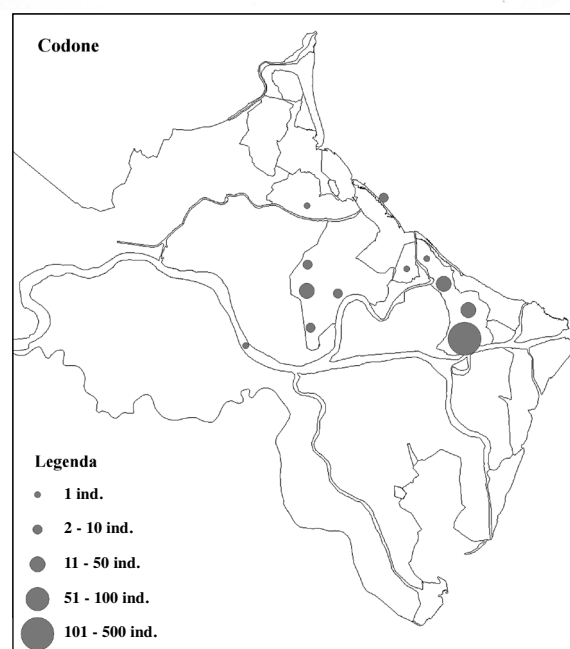 Codone
Legenda
1 ind.
2 - 10 ind.
11 - 50 ind.
51 - 100 ind.
101 - 500 ind.